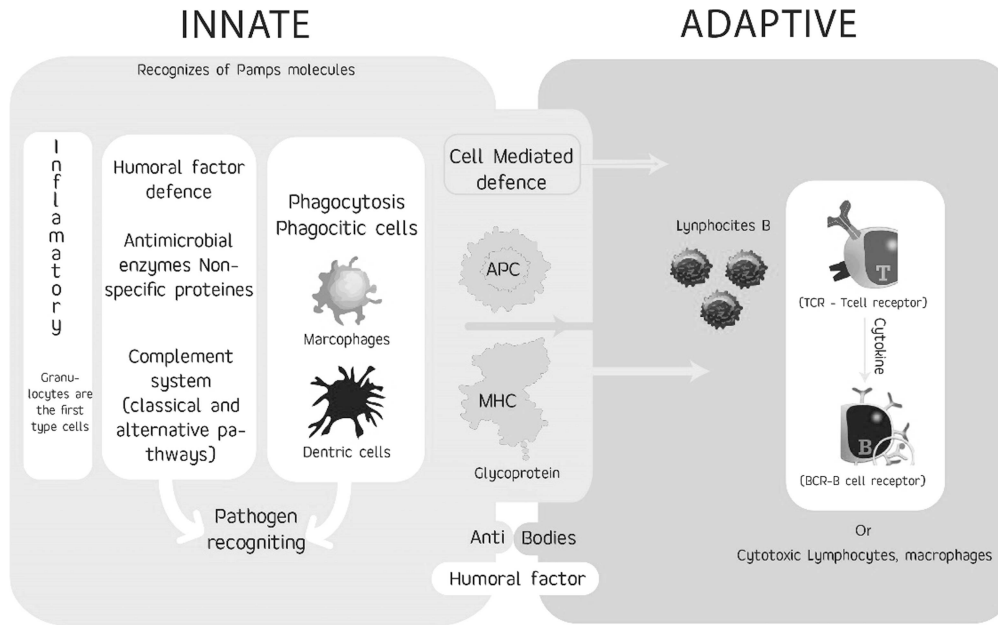 INNATE
ADAPTIVE
Recognizes of Pamps molecules
Inflamatory
Granu-
locytes are
the first
type cells
Humoral factor
defence
Antimicrobial
enzymes Non-
specific proteines
Complement
system
(classical and
alternative pa-
thways)
Phagocytosis
Phagocitic cells
Marcophages
Dentric cells
Pathogen
recogniting
Cell Mediated
defence
APC
MHC
Glycoprotein
Anti Bodies
Humoral factor
Lynphocites B
T
(TCR - Tcell receptor)
Cytokine
B
(BCR-B cell receptor)
Or
Cytotoxic Lymphocytes, macrophages